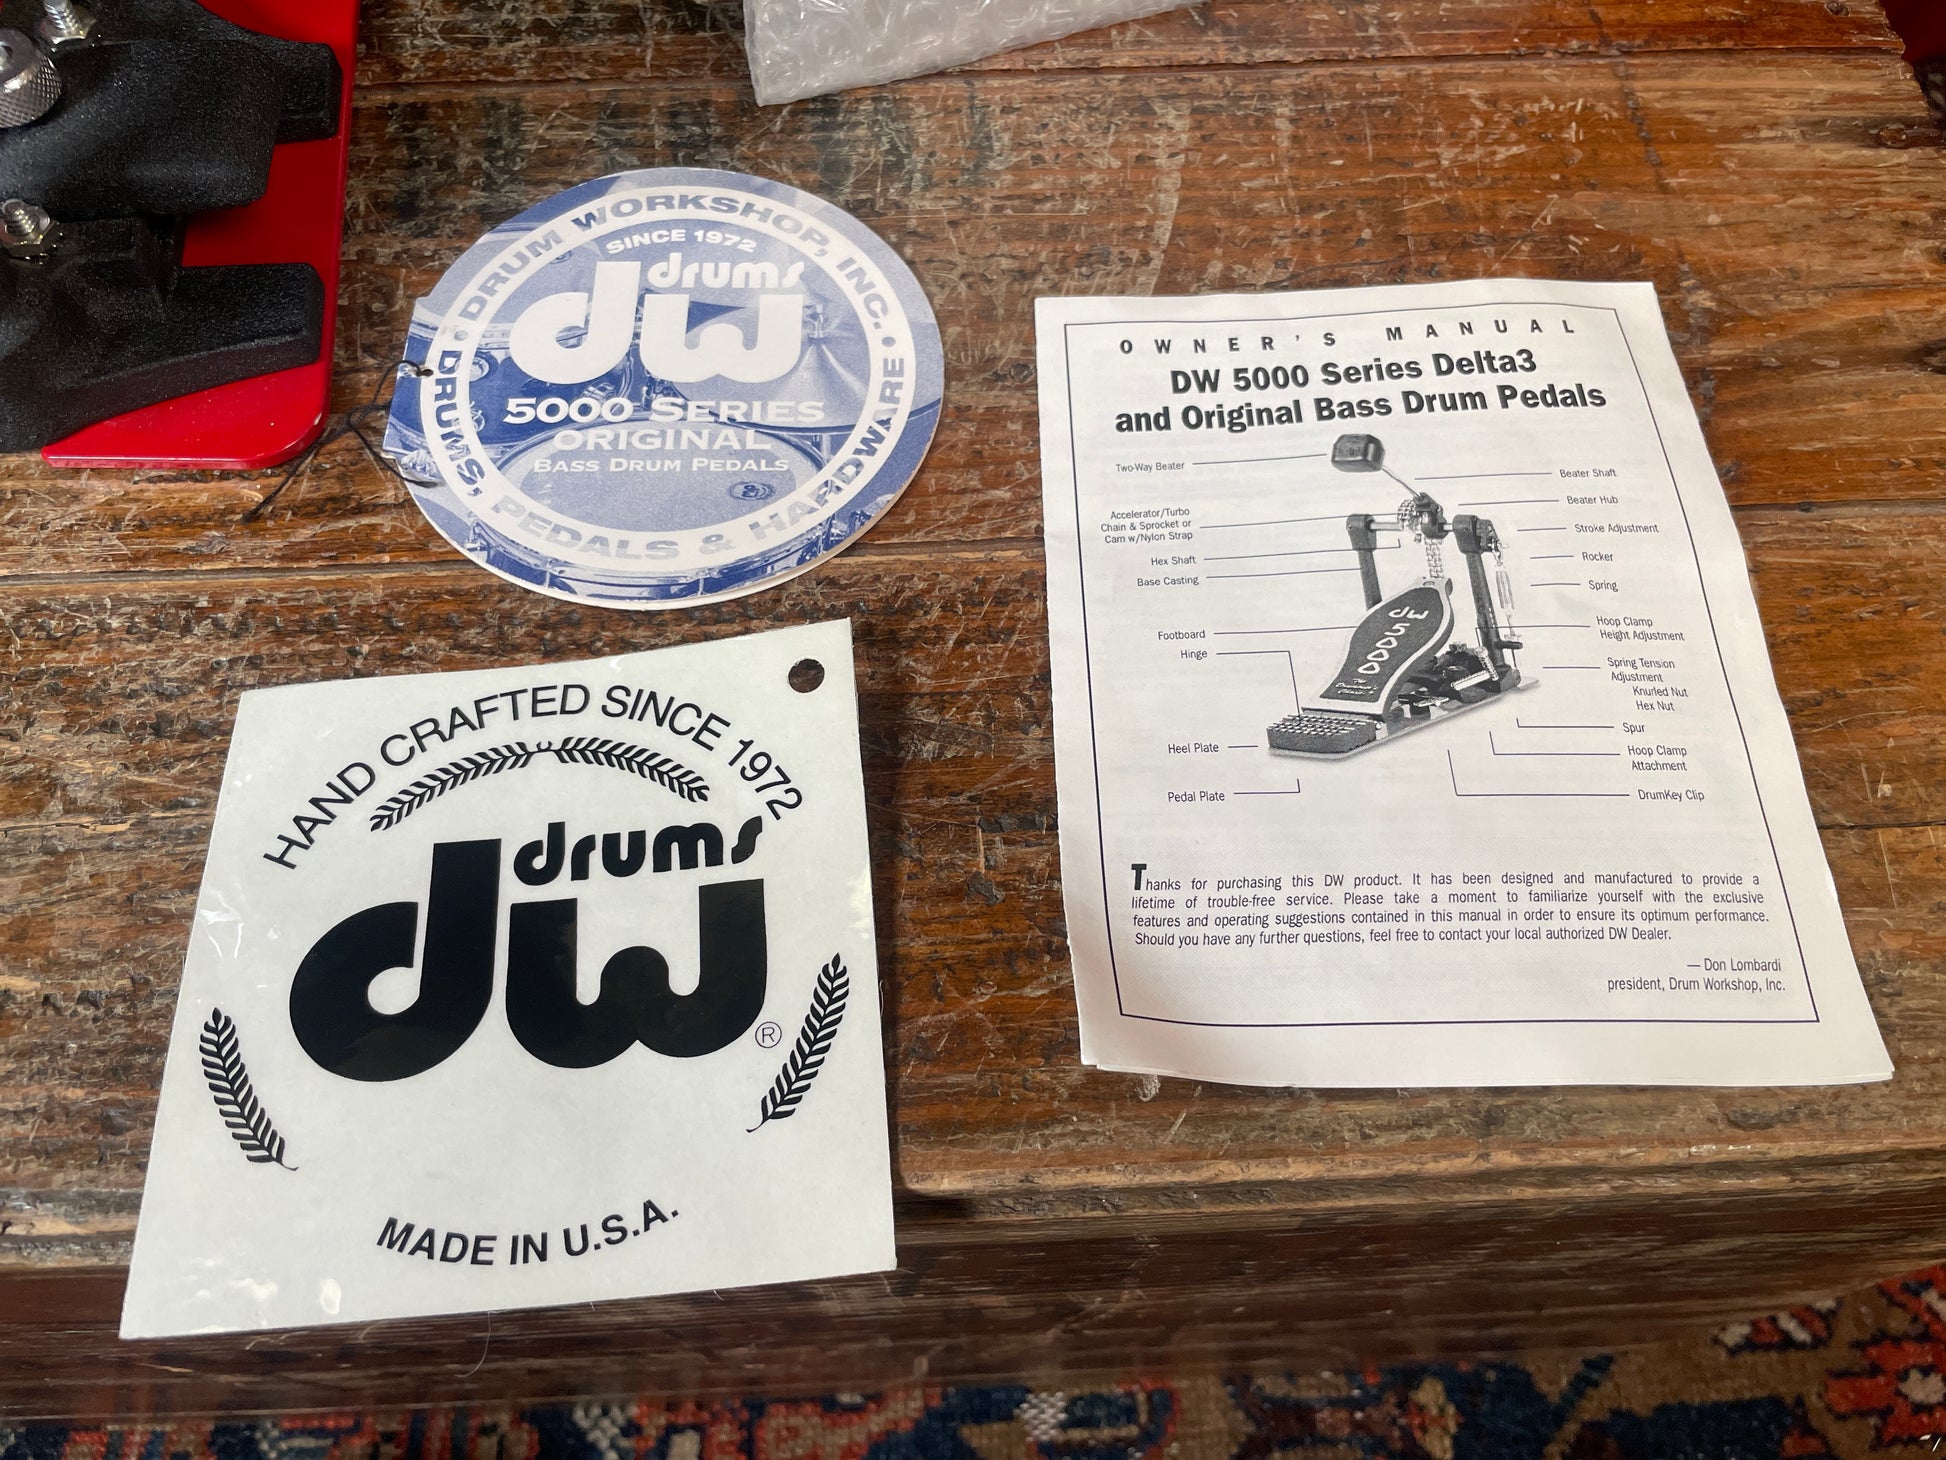 DRUM WORKSHOP, INC.
SINCE 1972
drums
dw
5000 SERIES
ORIGINAL
BASS DRUM PEDALS
DRUMS, PEDALS & HARDWARE
HAND CRAFTED SINCE 1972
drums
dw
®
MADE IN U.S.A.
OWNER'S MANUAL
DW 5000 Series Delta3
and Original Bass Drum Pedals
Two-Way Beater
Accelerator/Turbo
Chain & Sprocket or
Cam w/Nylon Strap
Hex Shaft
Base Casting
Footboard
Hinge
Heel Plate
Pedal Plate
Beater Shaft
Beater Hub
Stroke Adjustment
Rocker
Spring
Hoop Clamp
Height Adjustment
Spring Tension
Adjustment
Knurled Nut
Hex Nut
Spur
Hoop Clamp
Attachment
DrumKey Clip
dw
5000
Thanks for purchasing this DW product. It has been designed and manufactured to provide a
lifetime of trouble-free service. Please take a moment to familiarize yourself with the exclusive
features and operating suggestions contained in this manual in order to ensure its optimum performance.
Should you have any further questions, feel free to contact your local authorized DW Dealer.
— Don Lombardi
president, Drum Workshop, Inc.